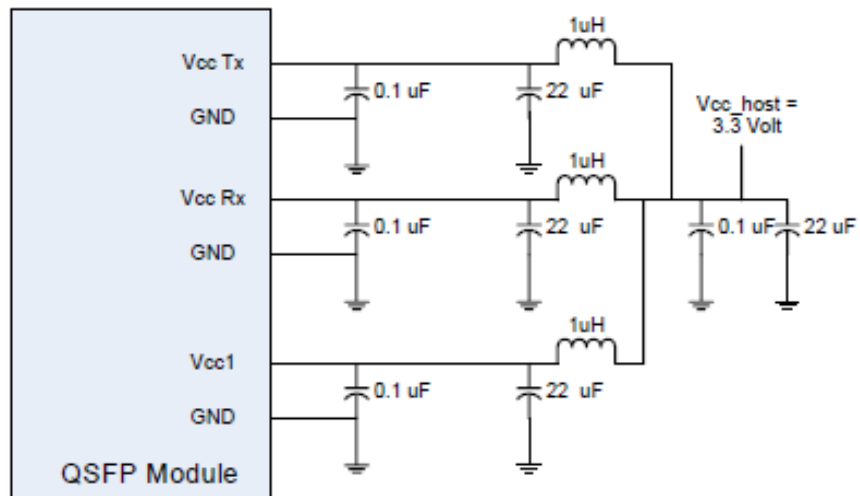 1uH
Vcc Tx
0.1 uF
22 uF
GND
Vcc_host =
3.3 Volt
1uH
Vcc Rx
0.1 uF
22 uF
0.1 uF
22 uF
GND
1uH
Vcc1
0.1 uF
22 uF
GND
QSFP Module